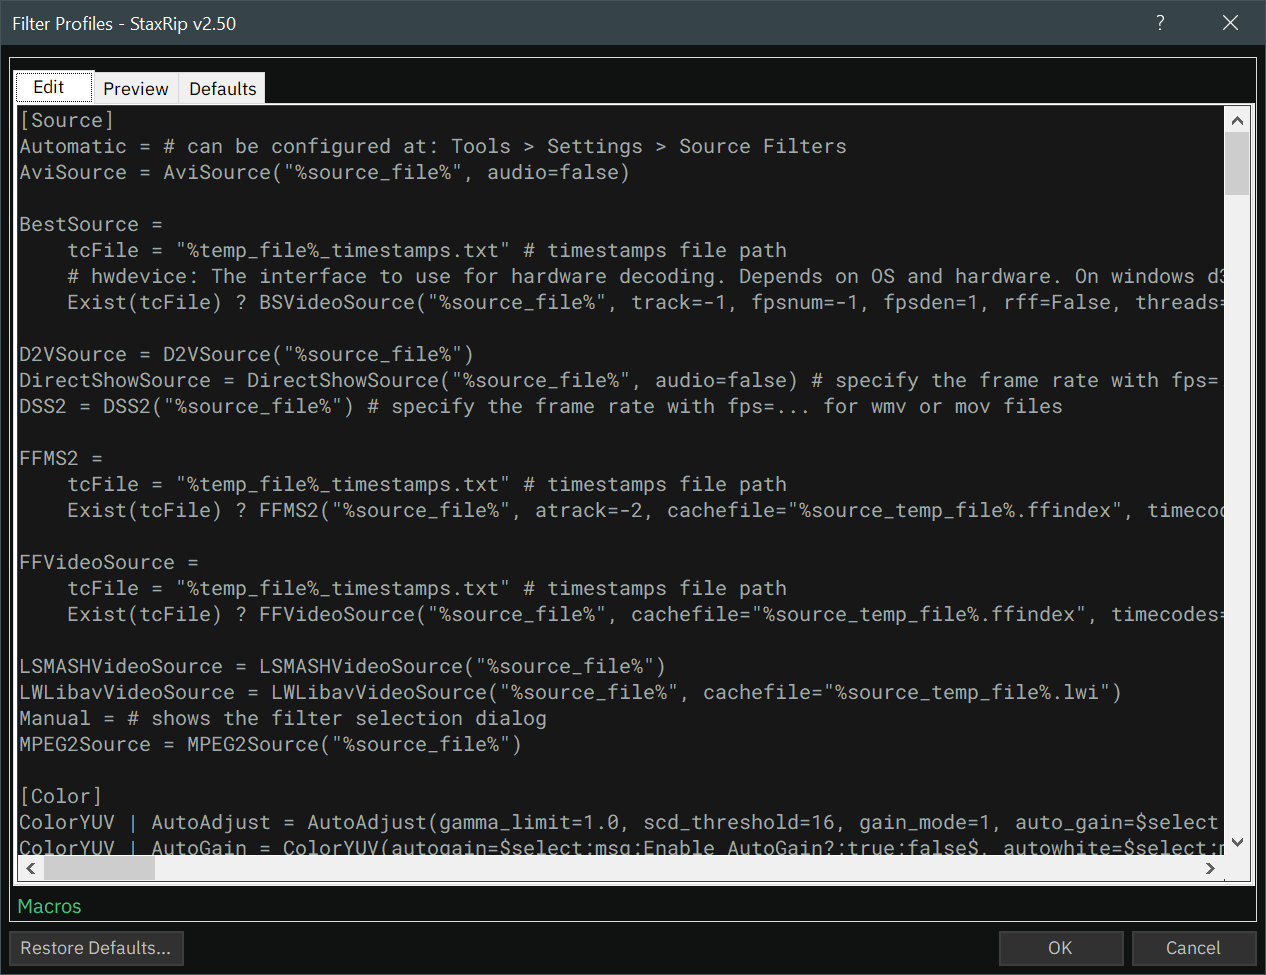 Filter Profiles - StaxRip v2.50
?
Edit Preview Defaults
[Source]
Automatic = # can be configured at: Tools > Settings > Source Filters
AviSource = AviSource("%source_file%", audio=false)
BestSource =
tcFile = "%temp_file%_timestamps.txt" # timestamps file path
# hwdevice: The interface to use for hardware decoding. Depends on OS and hardware. On windows d3
Exist(tcFile) ? BSVideoSource("%source_file%", track=-1, fpsnum=-1, fpsden=1, rff=False, threads=
D2VSource = D2VSource("%source_file%")
DirectShowSource = DirectShowSource("%source_file%", audio=false) # specify the frame rate with fps=
DSS2 = DSS2("%source_file%") # specify the frame rate with fps=... for wmv or mov files
FFMS2 =
tcFile = "%temp_file%_timestamps.txt" # timestamps file path
Exist(tcFile) ? FFMS2("%source_file%", atrack=-2, cachefile="%source_temp_file%.ffindex", timecod
FFVideoSource =
tcFile = "%temp_file%_timestamps.txt" # timestamps file path
Exist(tcFile) ? FFVideoSource("%source_file%", cachefile="%source_temp_file%.ffindex", timecodes=
LSMASHVideoSource = LSMASHVideoSource("%source_file%")
LWLibavVideoSource = LWLibavVideoSource("%source_file%", cachefile="%source_temp_file%.lwi")
Manual = # shows the filter selection dialog
MPEG2Source = MPEG2Source("%source_file%")
[Color]
ColorYUV | AutoAdjust = AutoAdjust(gamma_limit=1.0, scd_threshold=16, gain_mode=1, auto_gain=$select
ColorYUV | AutoGain = ColorYUV(autogain=$select:msg:Enable AutoGain?;true;false$, autowhite=$select:m
Macros
Restore Defaults... OK Cancel